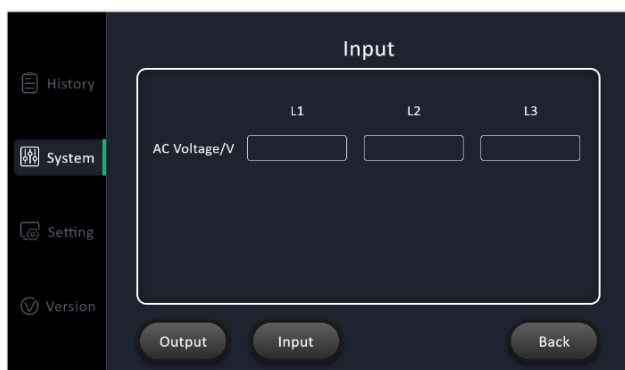 Input
History
L1 L2 L3
System
AC Voltage/V
Setting
Version
Output Input Back